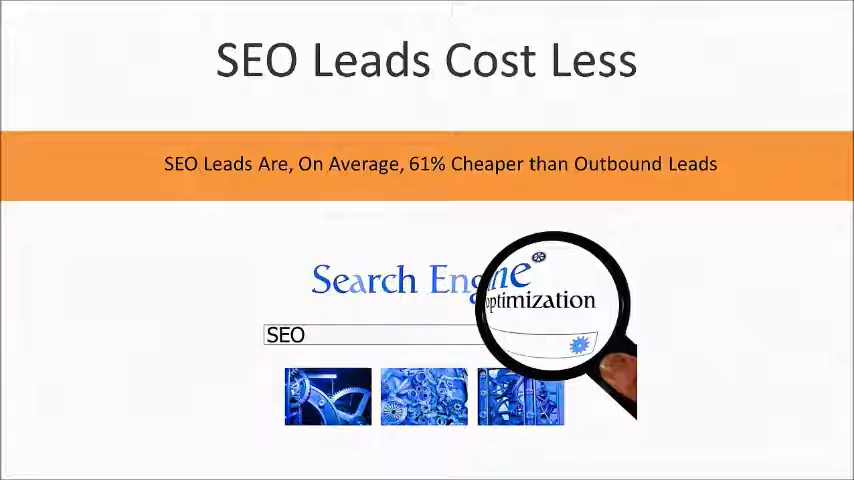 SEO Leads Cost Less
SEO Leads Are, On Average, 61% Cheaper than Outbound Leads
Search Engine
optimization
SEO